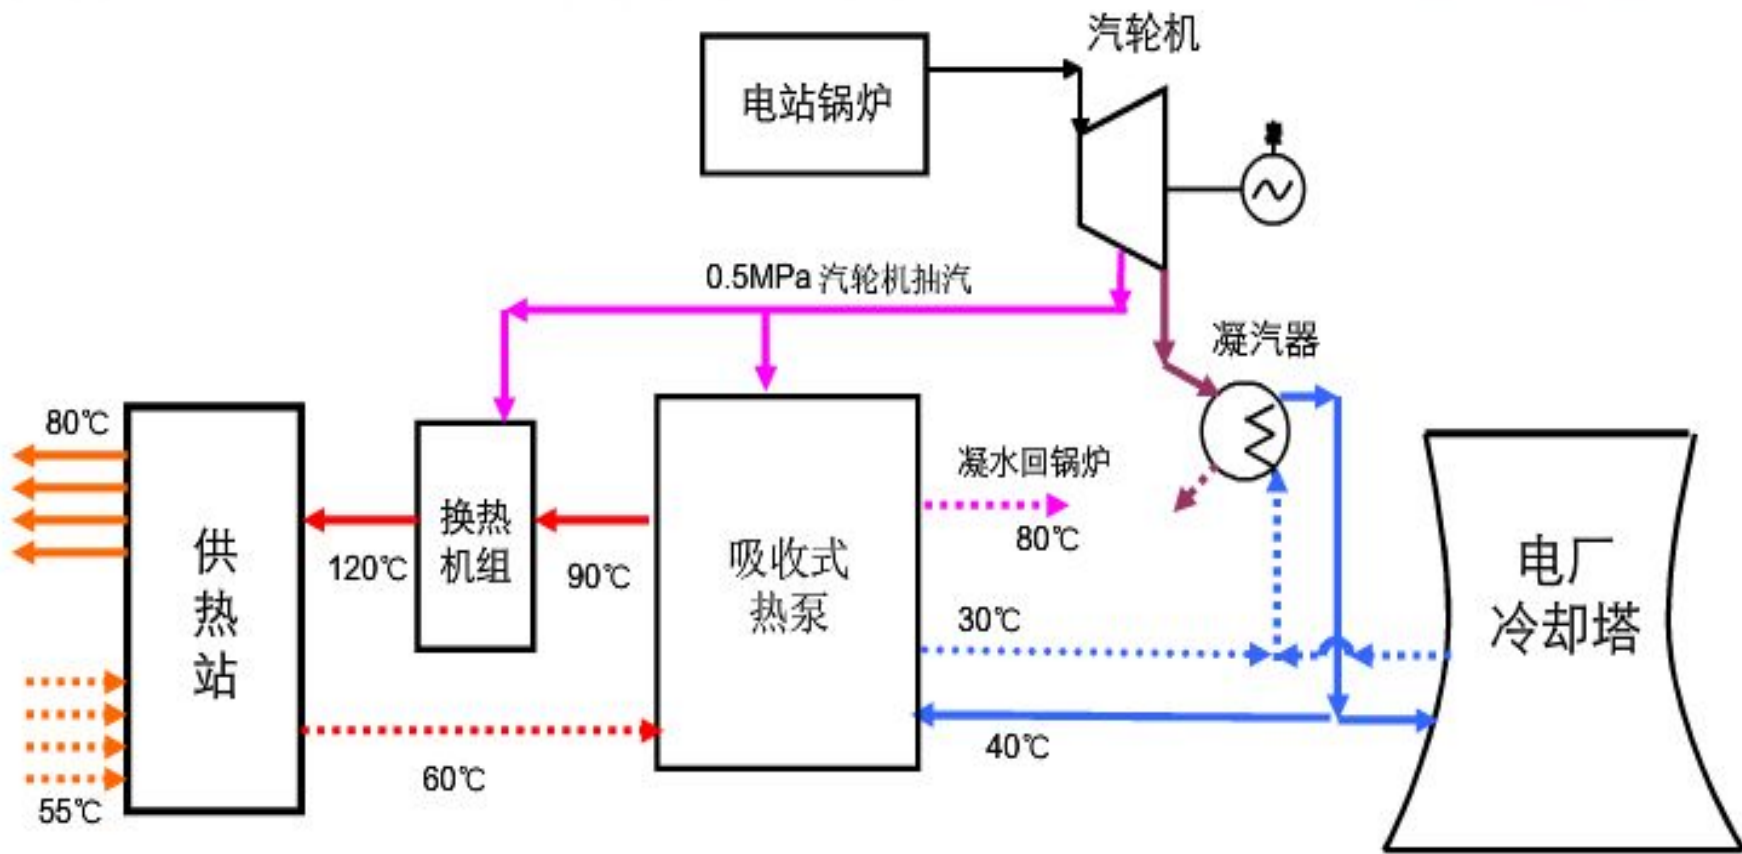 汽轮机
电站锅炉
0.5MPa 汽轮机抽汽
凝汽器
80℃
凝水回锅炉
80℃
换热
机组
供
热
站
120℃
90℃
吸收式
热泵
电厂
冷却塔
30℃
40℃
60℃
55℃